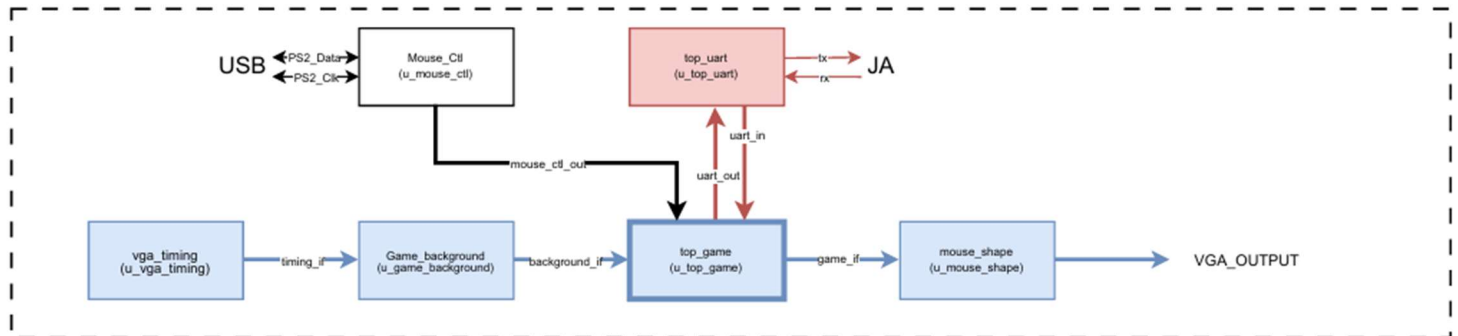 USB
PS2_Data
PS2_Clk
Mouse_Ctl
(u_mouse_ctl)
top_uart
(u_top_uart)
tx
rx
JA
uart_in
mouse_ctl_out
uart_out
vga_timing
(u_vga_timing)
timing_if
Game_background
(u_game_background)
background_if
top_game
(u_top_game)
game_if
mouse_shape
(u_mouse_shape)
VGA_OUTPUT